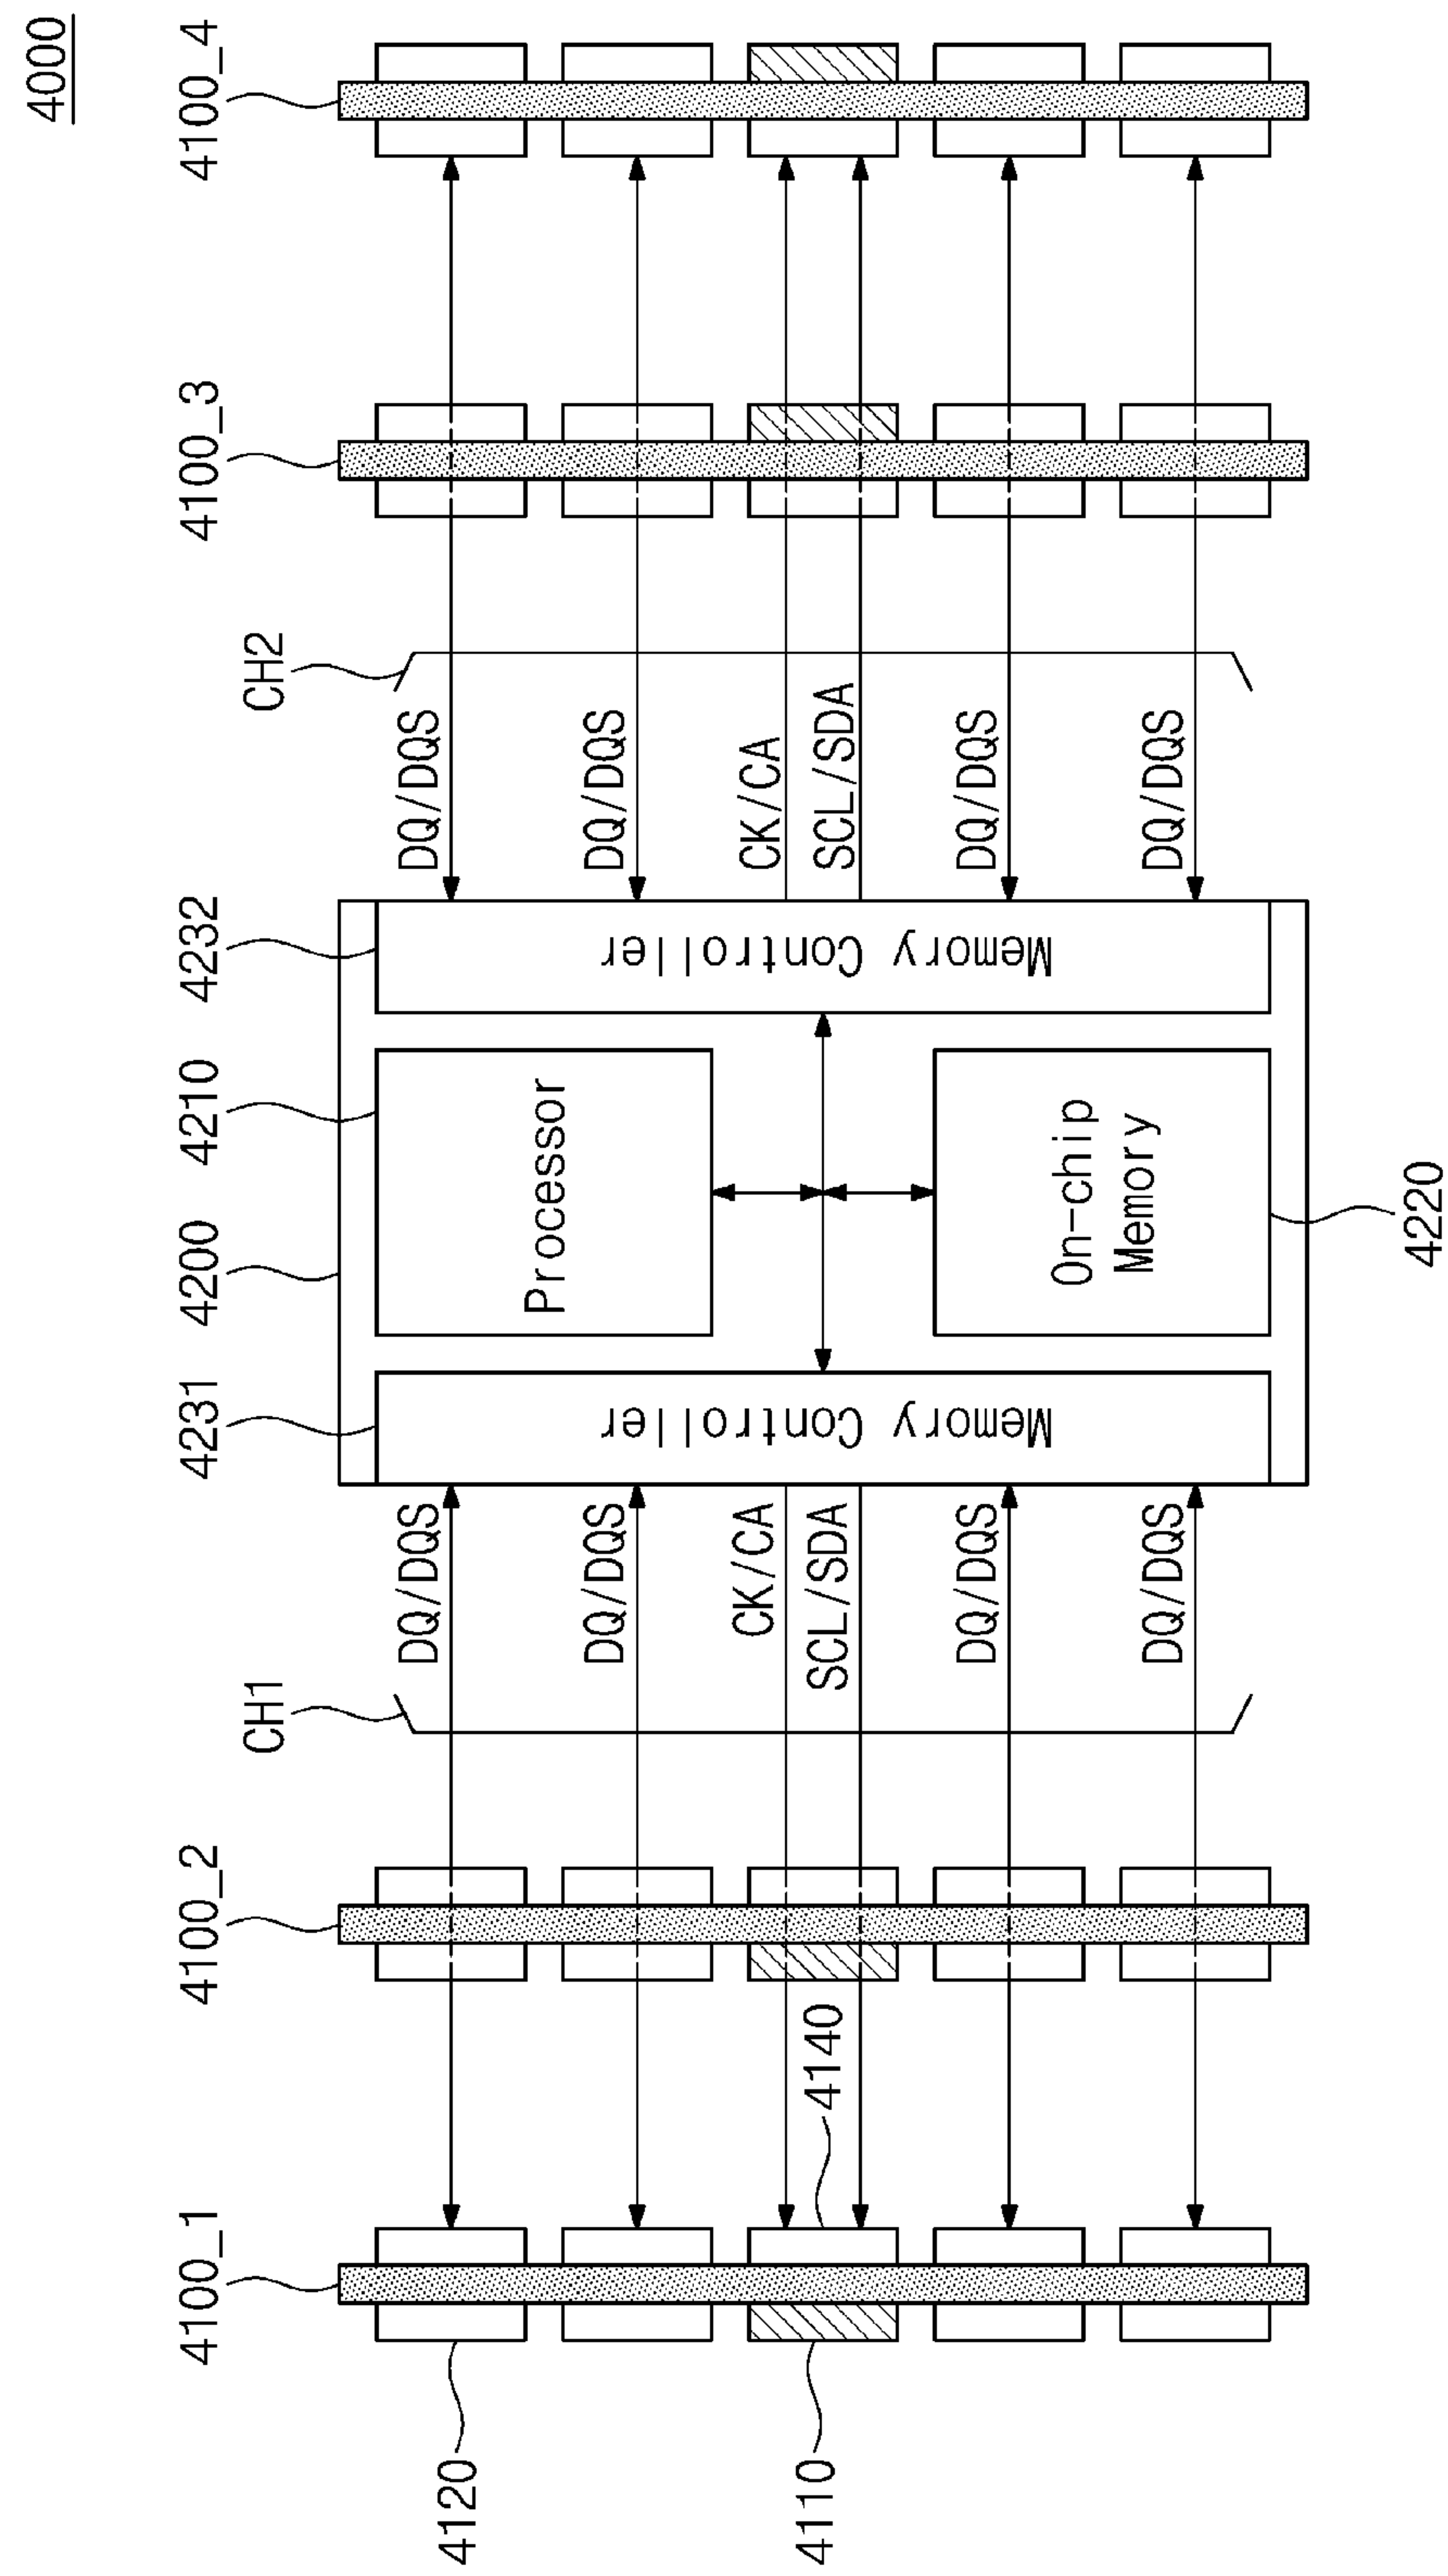 4000
4100_1
4100_2
4231
4200
4210
4232
4100_3
4100_4
CH1
CH2
4120
DQ/DQS
DQ/DQS
Processor
DQ/DQS
DQ/DQS
CK/CA
CK/CA
4110
4140
SCL/SDA
Memory Controller
Memory Controller
SCL/SDA
DQ/DQS
On-chip
Memory
DQ/DQS
DQ/DQS
DQ/DQS
4220